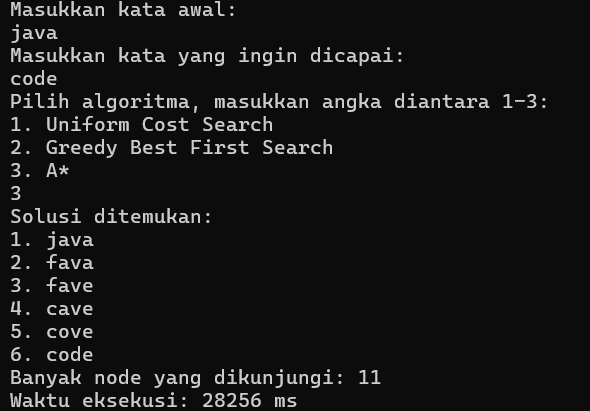 Masukkan kata awal:
java
Masukkan kata yang ingin dicapai:
code
Pilih algoritma, masukkan angka diantara 1-3:
1. Uniform Cost Search
2. Greedy Best First Search
3. A*
3
Solusi ditemukan:
1. java
2. fava
3. fave
4. cave
5. cove
6. code
Banyak node yang dikunjungi: 11
Waktu eksekusi: 28256 ms